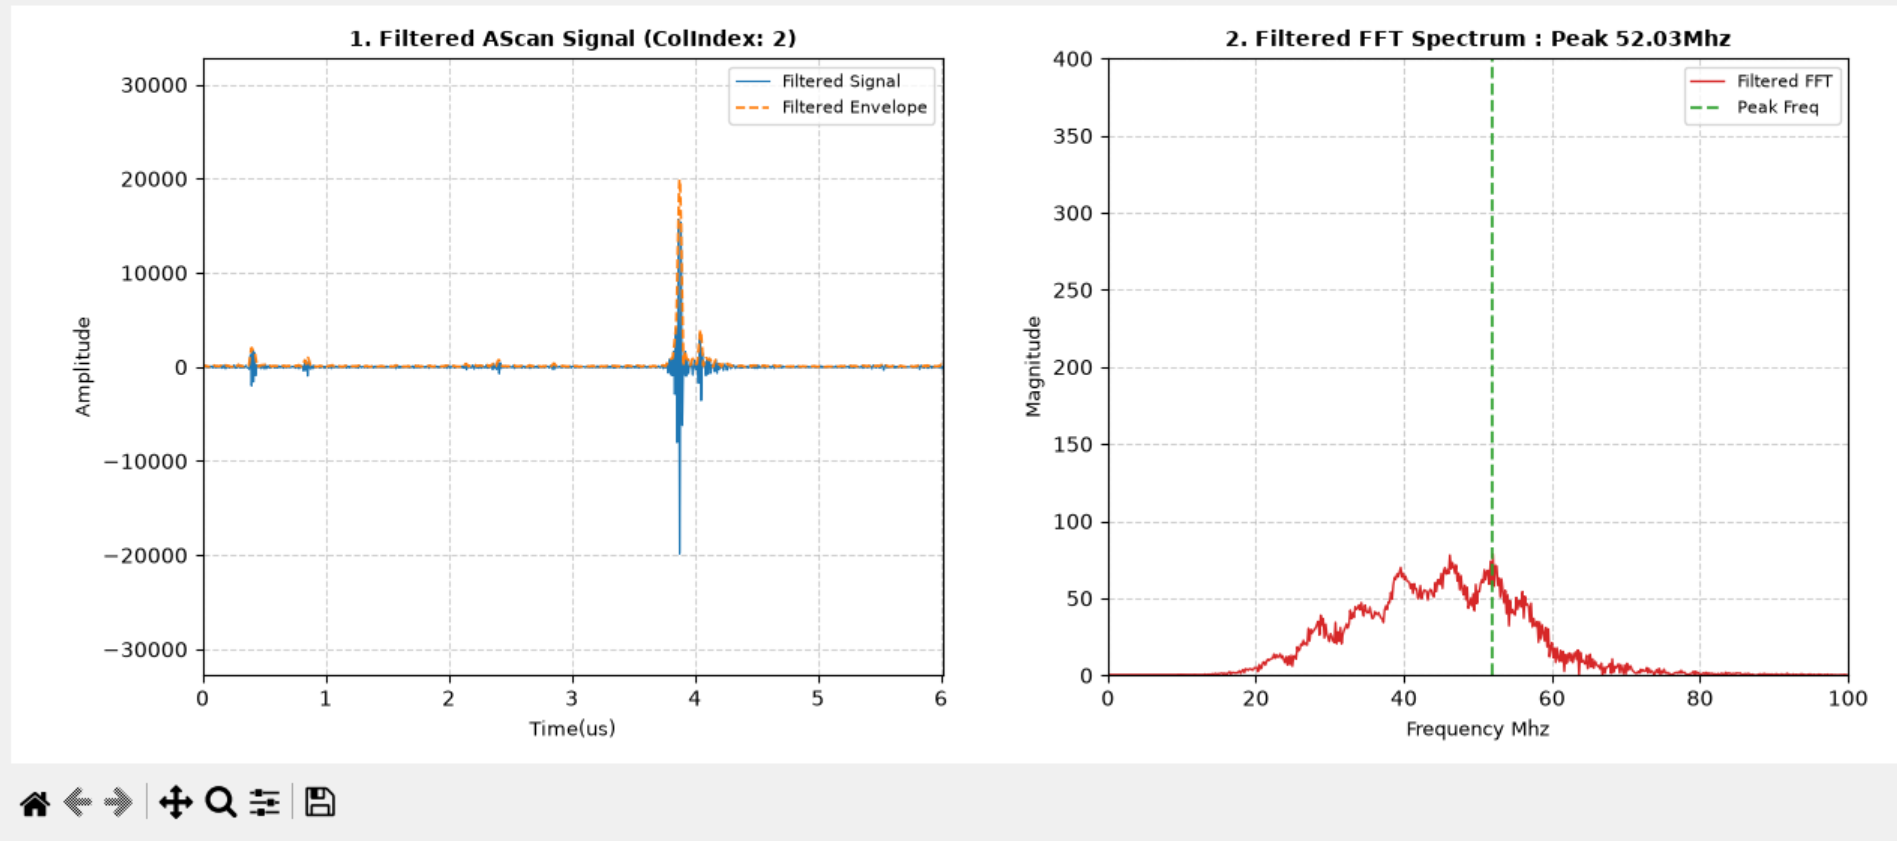 1. Filtered AScan Signal (ColIndex: 2)
Filtered Signal
Filtered Envelope
30000
20000
10000
0
−10000
−20000
−30000
Amplitude
0 1 2 3 4 5 6
Time(us)
2. Filtered FFT Spectrum : Peak 52.03Mhz
Filtered FFT
Peak Freq
400
350
300
250
200
150
100
50
0
Magnitude
0 20 40 60 80 100
Frequency Mhz